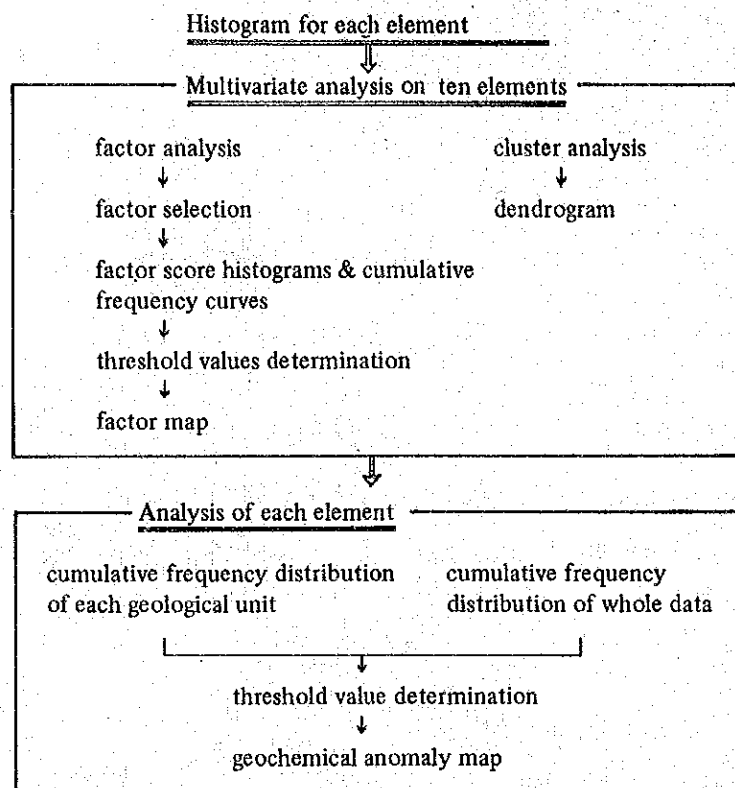 Histogram for each element
Multivariate analysis on ten elements
factor analysis
factor selection
factor score histograms & cumulative
frequency curves
threshold values determination
factor map
cluster analysis
dendrogram
Analysis of each element
cumulative frequency distribution
of each geological unit
cumulative frequency
distribution of whole data
threshold value determination
geochemical anomaly map